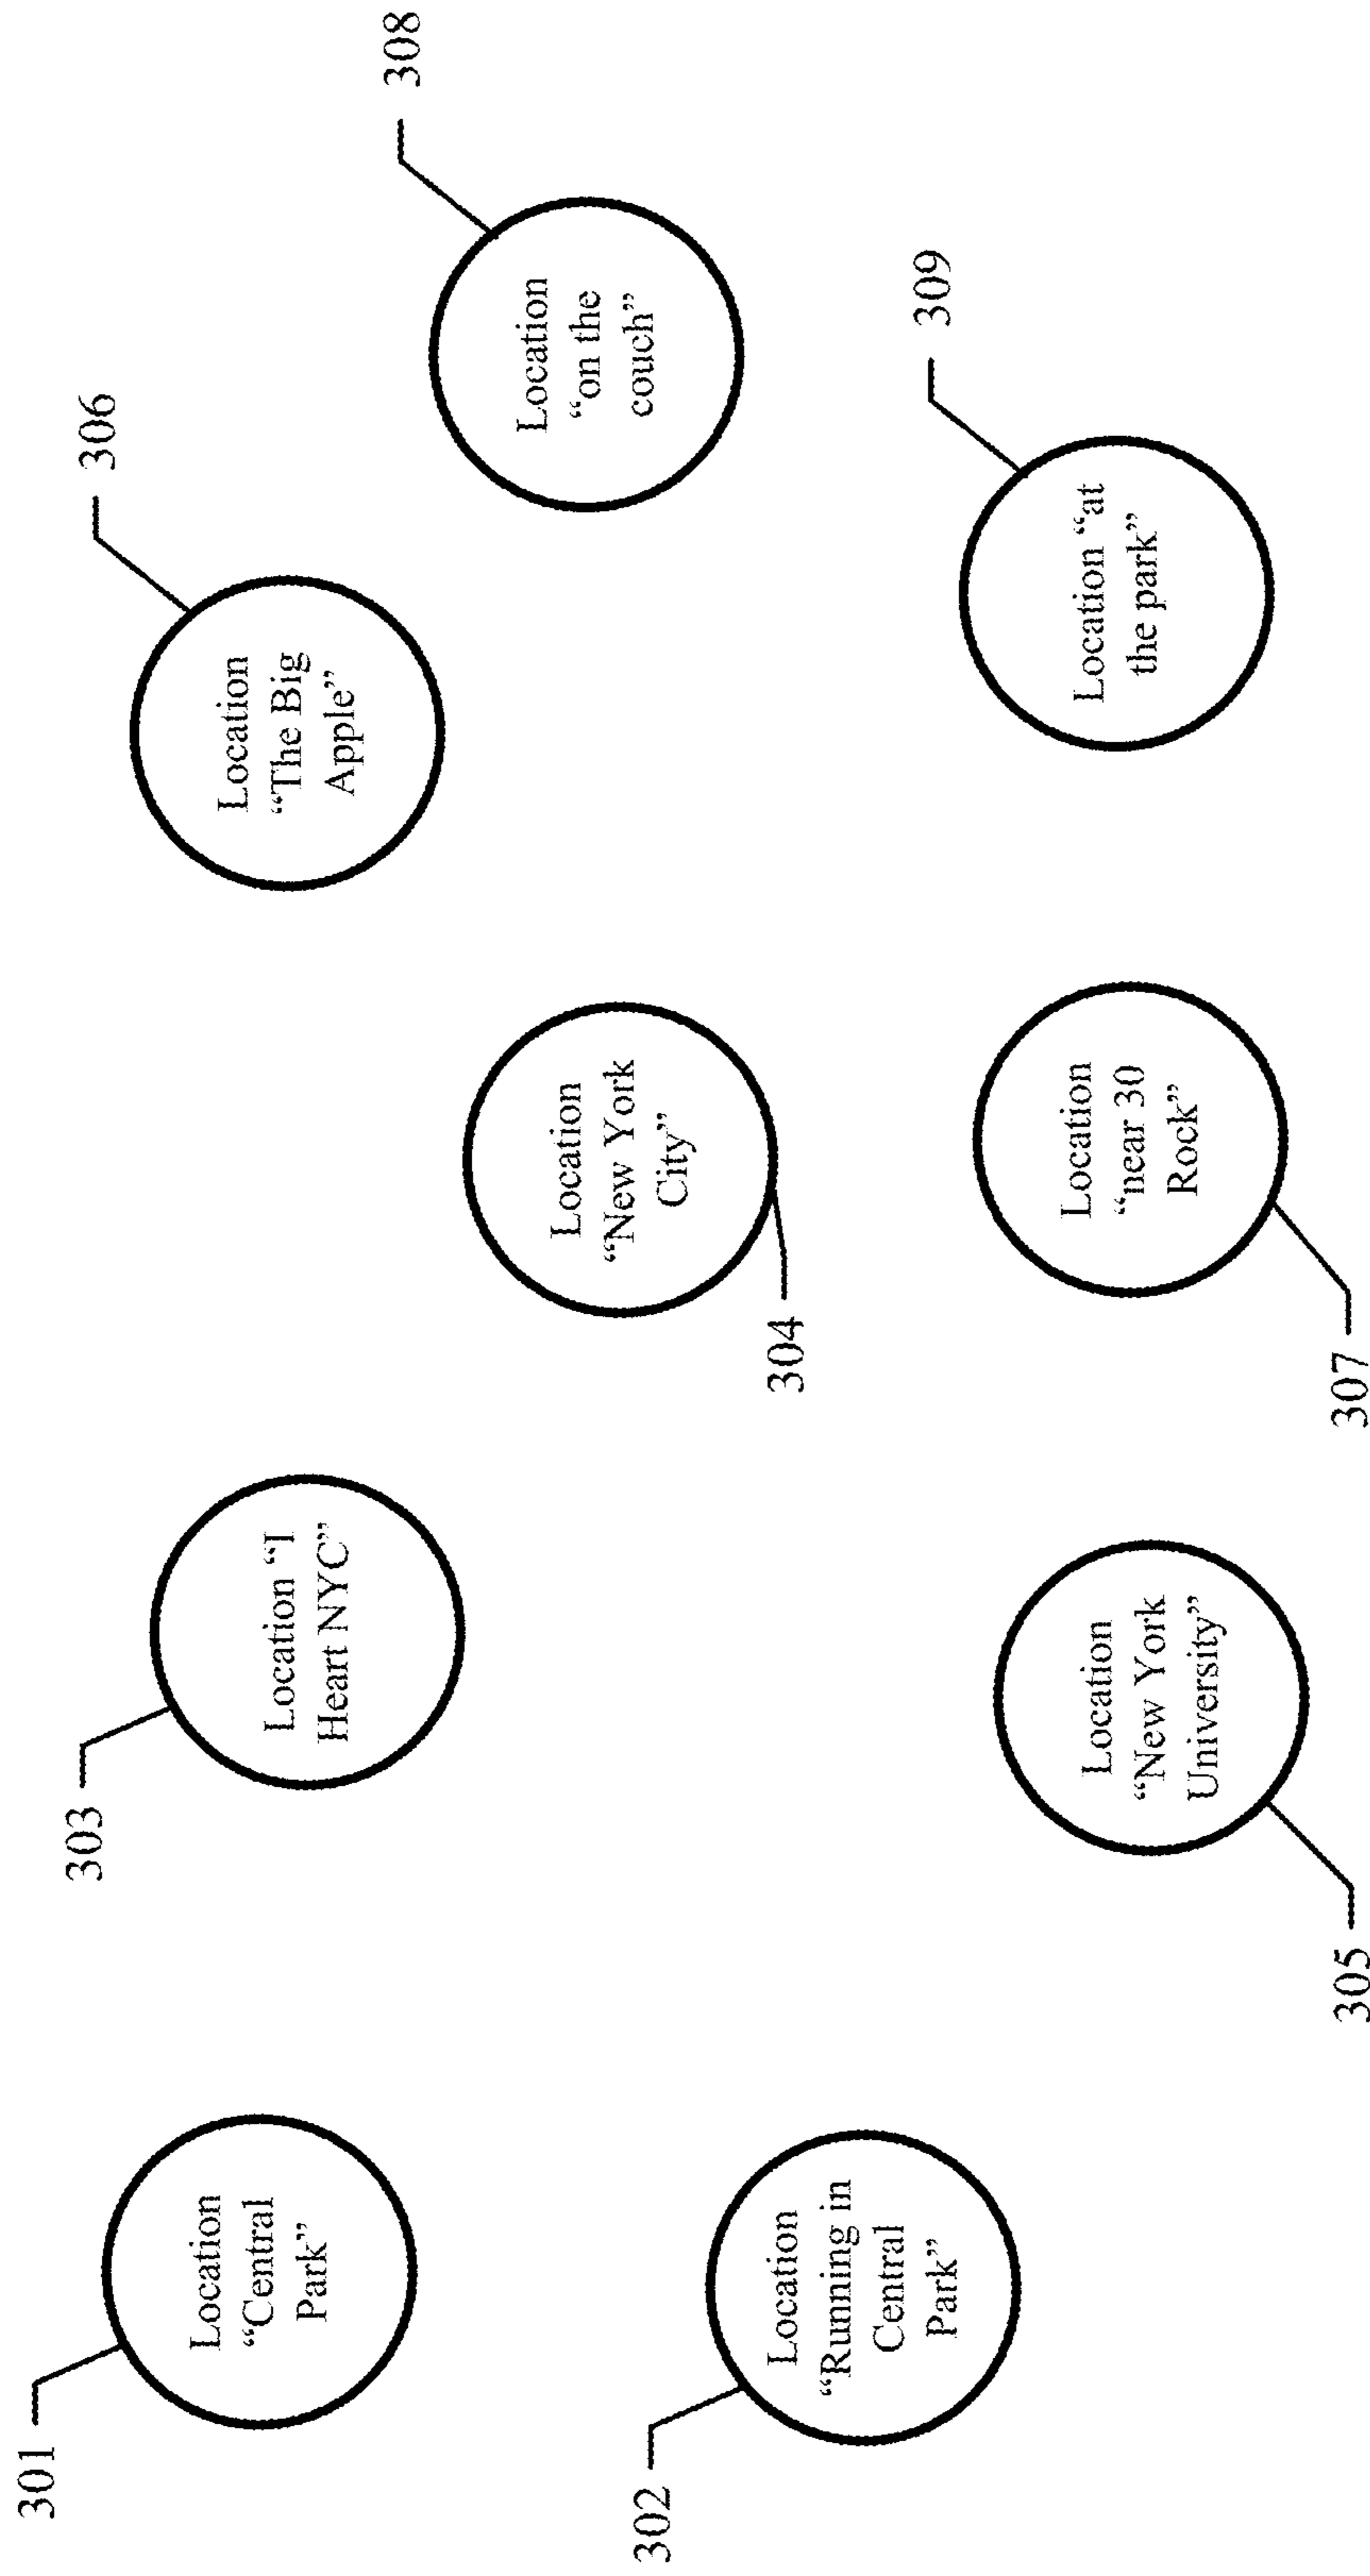 301
Location
“Central
Park”
302
Location
“Running in
Central
Park”
303
Location “I
Heart NYC”
304
Location
“New York
City”
305
Location
“New York
University”
306
Location
“The Big
Apple”
307
Location
“near 30
Rock”
308
Location
“on the
couch”
309
Location “at
the park”